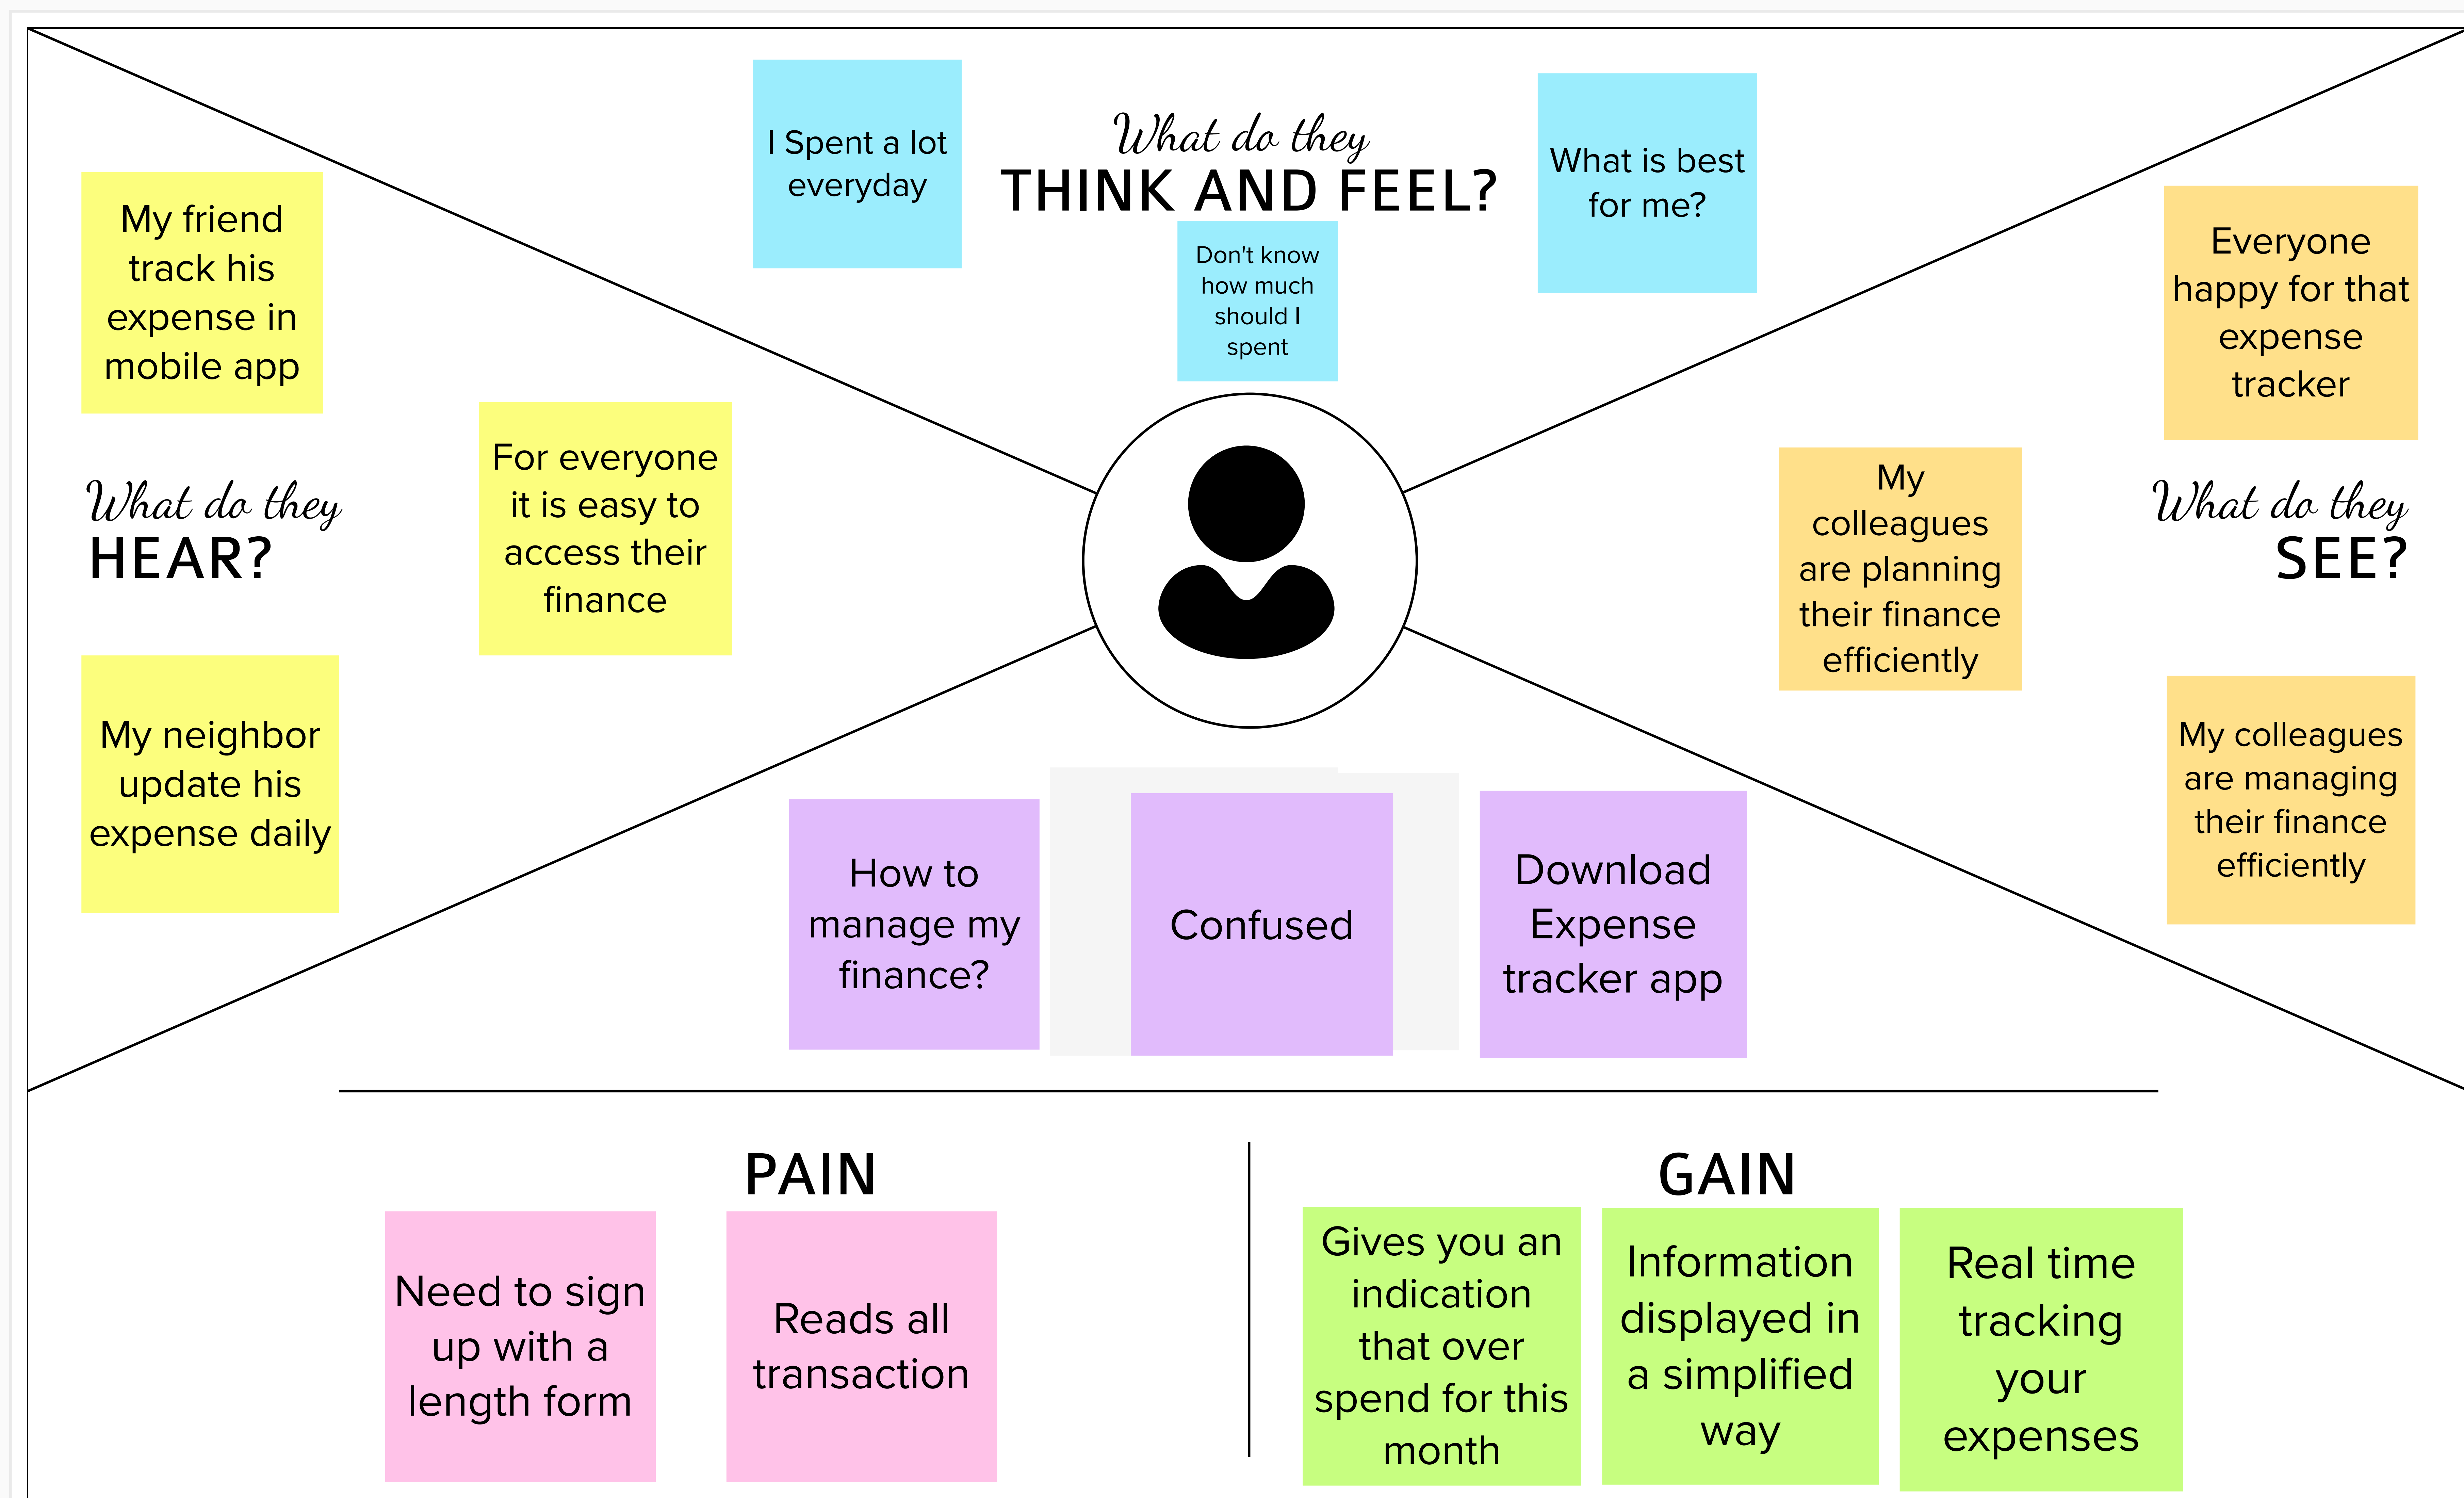 What do they
THINK AND FEEL?
I Spent a lot
everyday
Don't know
how much
should I
spent
What is best
for me?
My friend
track his
expense in
mobile app
What do they
HEAR?
For everyone
it is easy to
access their
finance
My neighbor
update his
expense daily
Everyone
happy for that
expense
tracker
My
colleagues
are planning
their finance
efficiently
What do they
SEE?
My colleagues
are managing
their finance
efficiently
How to
manage my
finance?
Confused
Download
Expense
tracker app
PAIN
Need to sign
up with a
length form
Reads all
transaction
GAIN
Gives you an
indication
that over
spend for this
month
Information
displayed in
a simplified
way
Real time
tracking
your
expenses